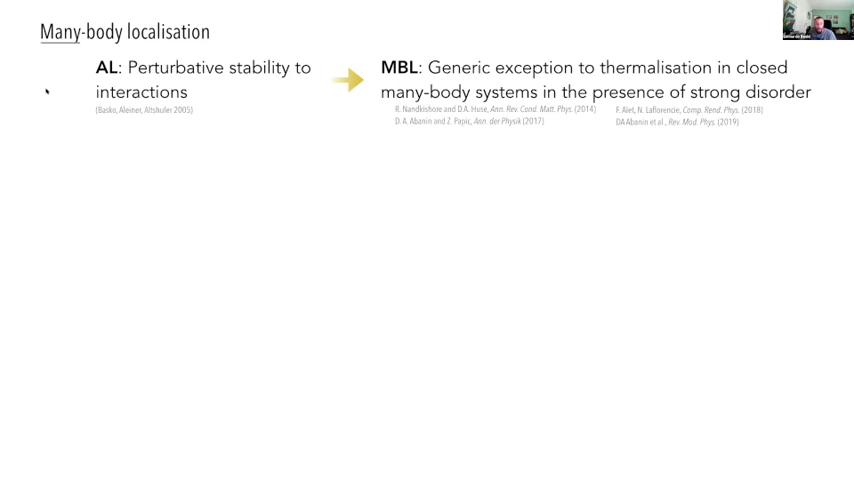 Many-body localisation
AL: Perturbative stability to
interactions
(Basko, Aleiner, Altshuler 2005)
MBL: Generic exception to thermalisation in closed
many-body systems in the presence of strong disorder
R. Nandkishore and D.A. Huse, Ann. Rev. Cond. Matt. Phys. (2014)
D. A. Abanin and Z. Papic, Ann. der Physik (2017)
F. Alet, N. Laflorencie, Comp. Rend. Phys. (2018)
DA Abanin et al., Rev. Mod. Phys. (2019)